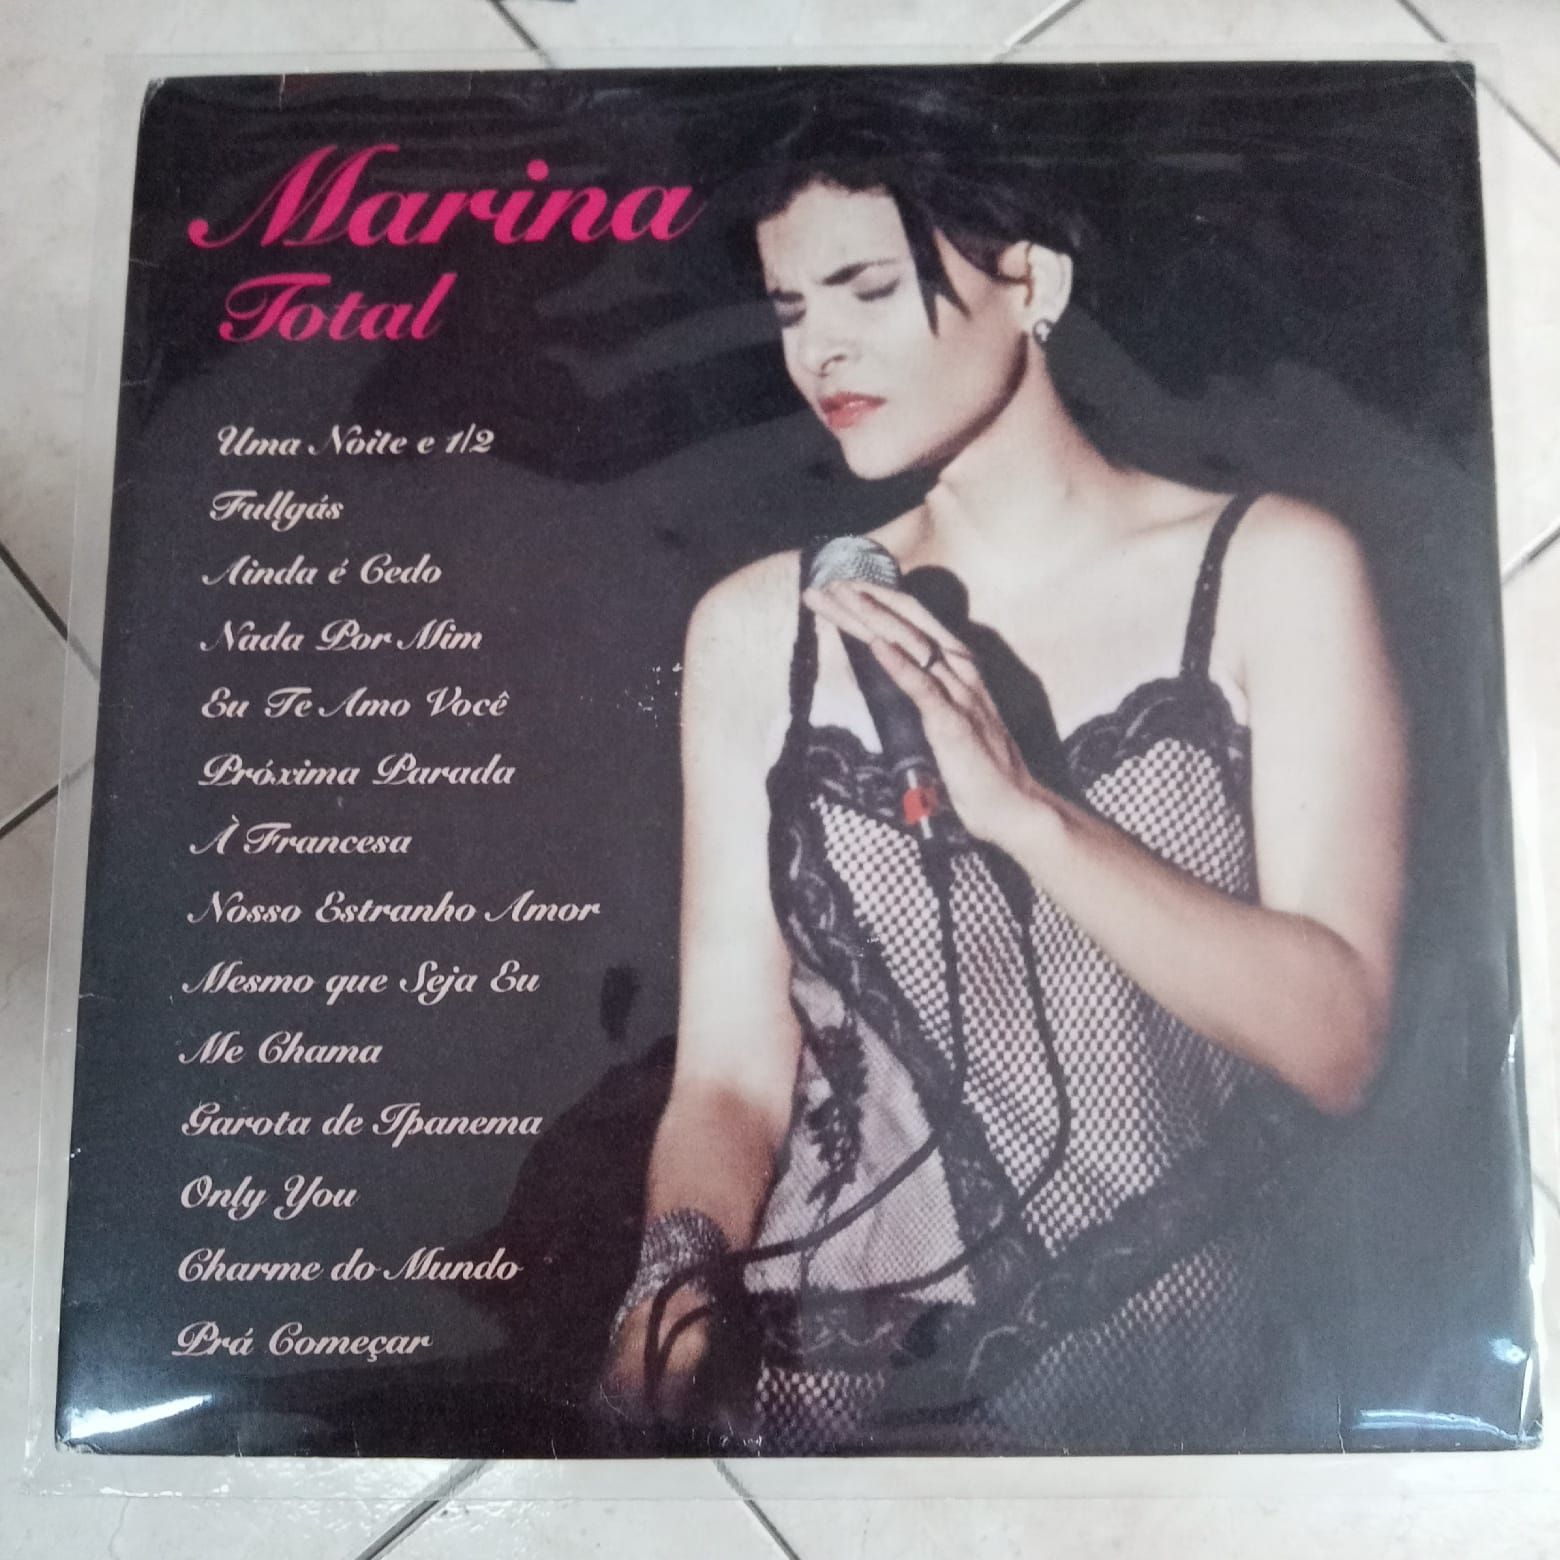 Marina
Total
Uma Noite e 1/2
Fullgás
Ainda é Cedo
Nada Por Mim
Eu Te Amo Você
Próxima Parada
À Francesa
Nosso Estranho Amor
Mesmo que Seja Eu
Me Chama
Garota de Ipanema
Only You
Charme do Mundo
Prá Começar